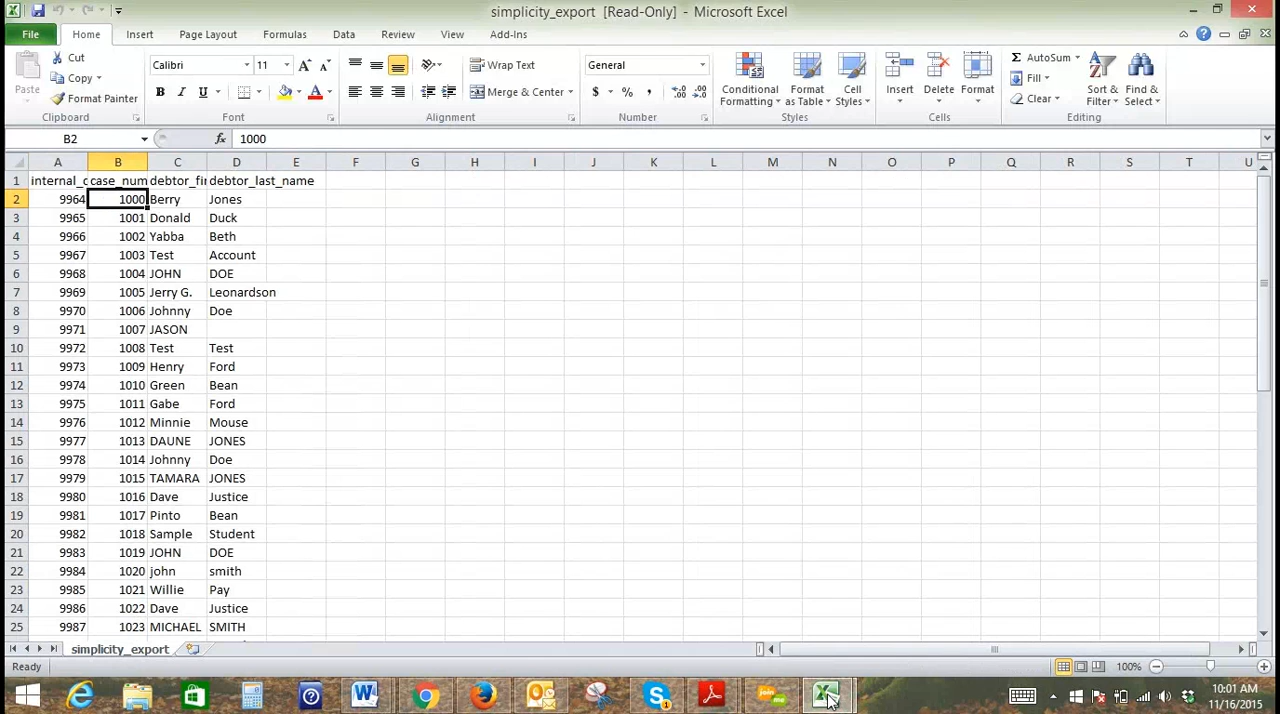 simplicity_export [Read-Only] - Microsoft Excel
File Home Insert Page Layout Formulas Data Review View Add-Ins
Paste Cut Copy Format Painter Clipboard
Calibri 11 B I U Font
Wrap Text Merge & Center Alignment
General $ % , Number
Conditional Formatting Format as Table Cell Styles Styles
Insert Delete Format Cells
AutoSum Fill Clear Sort & Filter Find & Select Editing
B2 fx 1000
A B C D E F G H I J K L M N O P Q R S T U
1 internal_ case_num debtor_fi debtor_last_name
2 9964 1000 Berry Jones
3 9965 1001 Donald Duck
4 9966 1002 Yabba Beth
5 9967 1003 Test Account
6 9968 1004 JOHN DOE
7 9969 1005 Jerry G. Leonardson
8 9970 1006 Johnny Doe
9 9971 1007 JASON
10 9972 1008 Test Test
11 9973 1009 Henry Ford
12 9974 1010 Green Bean
13 9975 1011 Gabe Ford
14 9976 1012 Minnie Mouse
15 9977 1013 DAUNE JONES
16 9978 1014 Johnny Doe
17 9979 1015 TAMARA JONES
18 9980 1016 Dave Justice
19 9981 1017 Pinto Bean
20 9982 1018 Sample Student
21 9983 1019 JOHN DOE
22 9984 1020 john smith
23 9985 1021 Willie Pay
24 9986 1022 Dave Justice
25 9987 1023 MICHAEL SMITH
simplicity_export
Ready 100%
join me
10:01 AM
11/16/2015